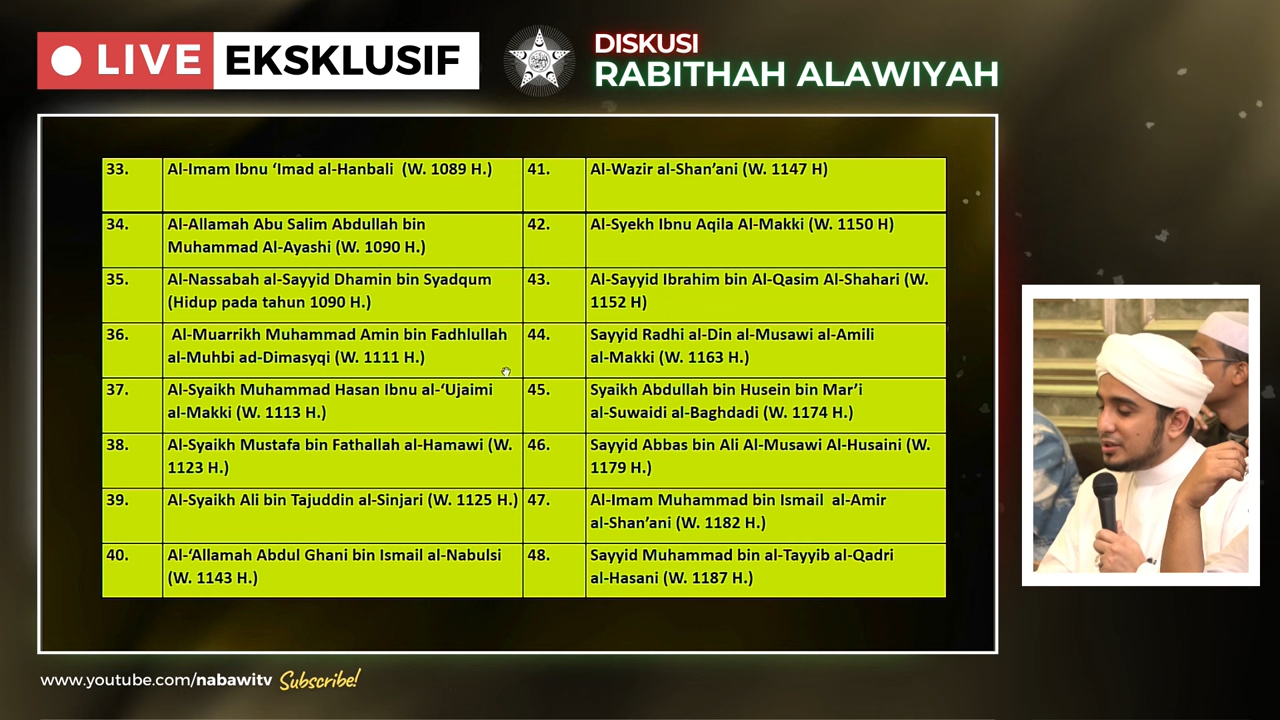 LIVE EKSKLUSIF
DISKUSI
RABITHAH ALAWIYAH
33. Al-Imam Ibnu ‘Imad al-Hanbali (W. 1089 H.) 41. Al-Wazir al-Shan’ani (W. 1147 H)
34. Al-Allamah Abu Salim Abdullah bin
Muhammad Al-Ayashi (W. 1090 H.)
42. Al-Syekh Ibnu Aqila Al-Makki (W. 1150 H)
35. Al-Nassabah al-Sayyid Dhamin bin Syadqum
(Hidup pada tahun 1090 H.)
43. Al-Sayyid Ibrahim bin Al-Qasim Al-Shahari (W.
1152 H)
36. Al-Muarrikh Muhammad Amin bin Fadhlullah
al-Muhbi ad-Dimasyqi (W. 1111 H.)
44. Sayyid Radhi al-Din al-Musawi al-Amili
al-Makki (W. 1163 H.)
37. Al-Syaikh Muhammad Hasan Ibnu al-‘Ujaimi
al-Makki (W. 1113 H.)
45. Syaikh Abdullah bin Husein bin Mar’i
al-Suwaidi al-Baghdadi (W. 1174 H.)
38. Al-Syaikh Mustafa bin Fathallah al-Hamawi (W.
1123 H.)
46. Sayyid Abbas bin Ali Al-Musawi Al-Husaini (W.
1179 H.)
39. Al-Syaikh Ali bin Tajuddin al-Sinjari (W. 1125 H.)
47. Al-Imam Muhammad bin Ismail al-Amir
al-Shan’ani (W. 1182 H.)
40. Al-‘Allamah Abdul Ghani bin Ismail al-Nabulsi
(W. 1143 H.)
48. Sayyid Muhammad bin al-Tayyib al-Qadri
al-Hasani (W. 1187 H.)
www.youtube.com/nabawitv Subscribe!